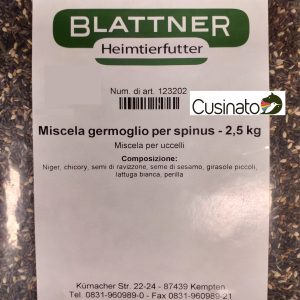 BLATTNER
Heimtierfutter
Num. di art. 123202
Cusinato
Miscela germoglio per spinus - 2,5 kg
Miscela per uccelli
Composizione:
Niger, chicory, semi di ravizzone, seme di sesamo, girasole piccoli,
lattuga bianca, perilla
Kürnacher Str. 22-24 - 87439 Kempten
Tel. 0831-960989-0 - Fax 0831-960989-21